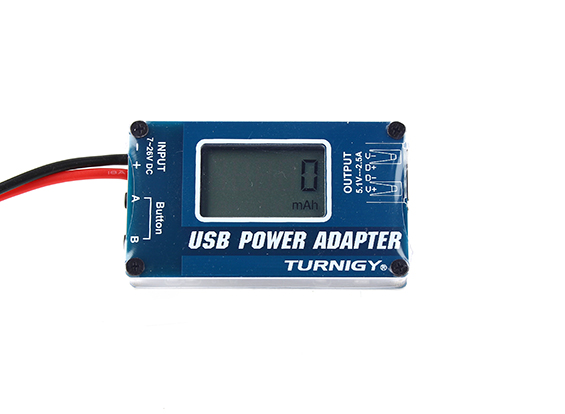 INPUT
7~26V DC
- +
A
Button
B
0
mAh
OUTPUT
5.1V---2.5A
USB POWER ADAPTER
TURNIGY®